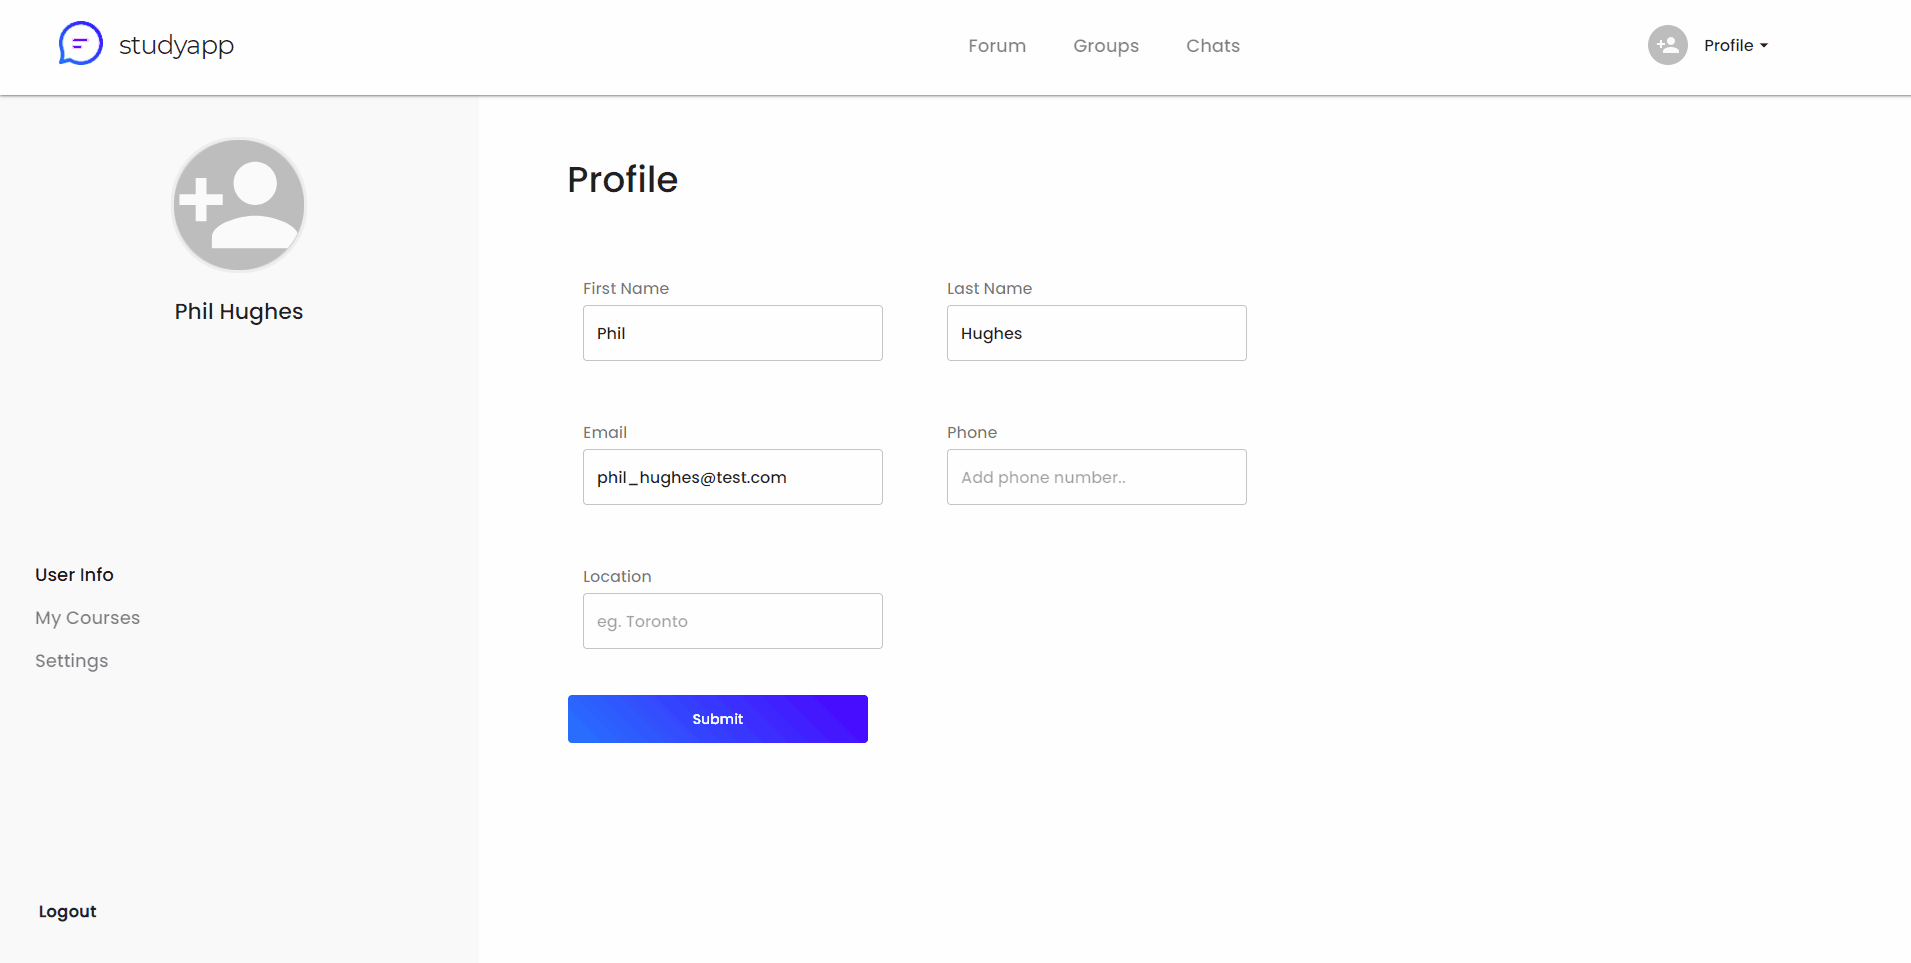 studyapp
Forum Groups Chats
Profile
Phil Hughes
User Info
My Courses
Settings
Logout
Profile
First Name
Phil
Last Name
Hughes
Email
phil_hughes@test.com
Phone
Add phone number..
Location
eg. Toronto
Submit